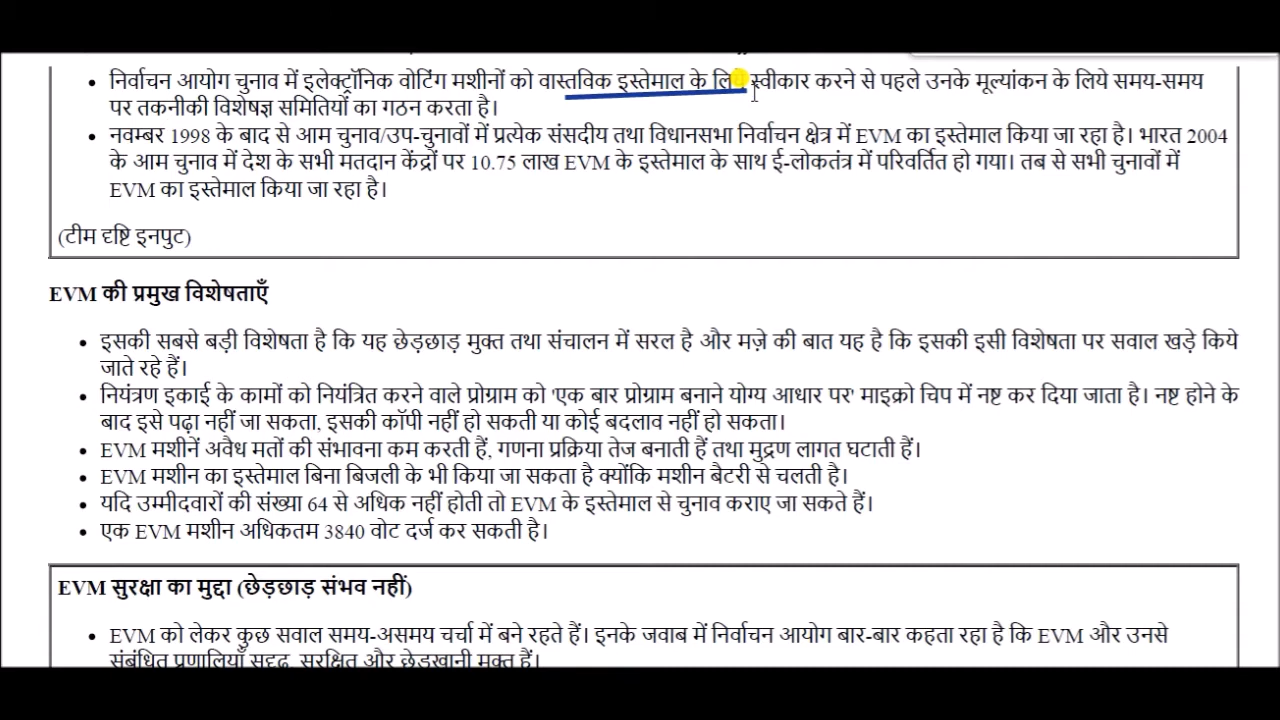 निर्वाचन आयोग चुनाव में इलेक्ट्रॉनिक वोटिंग मशीनों को वास्तविक इस्तेमाल के लिये स्वीकार करने से पहले उनके मूल्यांकन के लिये समय-समय
पर तकनीकी विशेषज्ञ समितियों का गठन करता है।
नवम्बर 1998 के बाद से आम चुनाव/उप-चुनावों में प्रत्येक संसदीय तथा विधानसभा निर्वाचन क्षेत्र में EVM का इस्तेमाल किया जा रहा है। भारत 2004
के आम चुनाव में देश के सभी मतदान केंद्रों पर 10.75 लाख EVM के इस्तेमाल के साथ ई-लोकतंत्र में परिवर्तित हो गया। तब से सभी चुनावों में
EVM का इस्तेमाल किया जा रहा है।
(टीम दृष्टि इनपुट)
EVM की प्रमुख विशेषताएँ
इसकी सबसे बड़ी विशेषता है कि यह छेड़छाड़ मुक्त तथा संचालन में सरल है और मज़े की बात यह है कि इसकी इसी विशेषता पर सवाल खड़े किये
जाते रहे हैं।
नियंत्रण इकाई के कामों को नियंत्रित करने वाले प्रोग्राम को 'एक बार प्रोग्राम बनाने योग्य आधार पर' माइक्रो चिप में नष्ट कर दिया जाता है। नष्ट होने के
बाद इसे पढ़ा नहीं जा सकता, इसकी कॉपी नहीं हो सकती या कोई बदलाव नहीं हो सकता।
EVM मशीनें अवैध मतों की संभावना कम करती हैं, गणना प्रक्रिया तेज बनाती हैं तथा मुद्रण लागत घटाती हैं।
EVM मशीन का इस्तेमाल बिना बिजली के भी किया जा सकता है क्योंकि मशीन बैटरी से चलती है।
यदि उम्मीदवारों की संख्या 64 से अधिक नहीं होती तो EVM के इस्तेमाल से चुनाव कराए जा सकते हैं।
एक EVM मशीन अधिकतम 3840 वोट दर्ज कर सकती है।
EVM सुरक्षा का मुद्दा (छेड़छाड़ संभव नहीं)
EVM को लेकर कुछ सवाल समय-असमय चर्चा में बने रहते हैं। इनके जवाब में निर्वाचन आयोग बार-बार कहता रहा है कि EVM और उनसे
संबंधित प्रणालियाँ सुदृढ़, सुरक्षित और छेड़खानी मुक्त हैं।